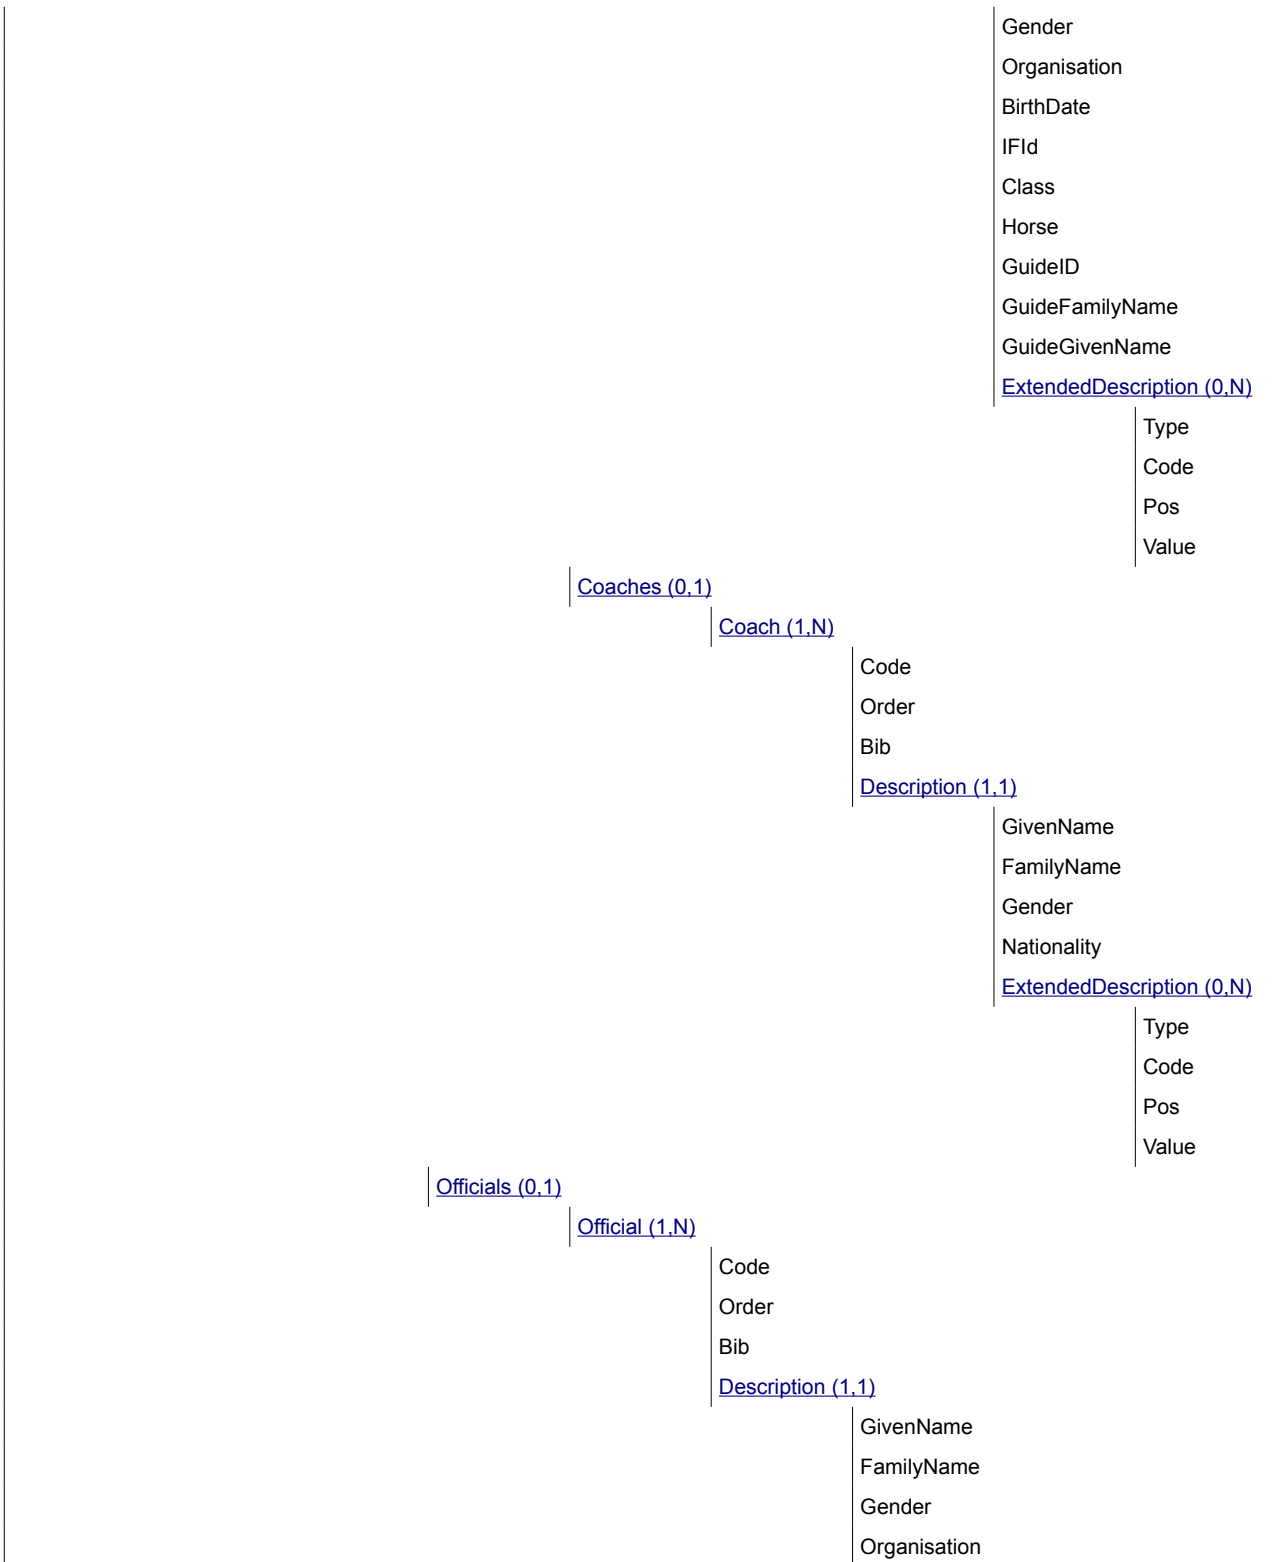 Gender
Organisation
BirthDate
IFId
Class
Horse
GuideID
GuideFamilyName
GuideGivenName
ExtendedDescription (0,N)
Type
Code
Pos
Value
Coaches (0,1)
Coach (1,N)
Code
Order
Bib
Description (1,1)
GivenName
FamilyName
Gender
Nationality
ExtendedDescription (0,N)
Type
Code
Pos
Value
Officials (0,1)
Official (1,N)
Code
Order
Bib
Description (1,1)
GivenName
FamilyName
Gender
Organisation